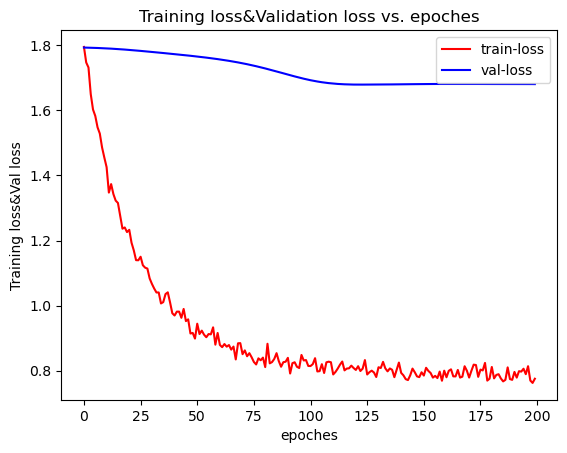 Training loss&Validation loss vs. epoches
train-loss
val-loss
Training loss&Val loss
1.8
1.6
1.4
1.2
1.0
0.8
0 25 50 75 100 125 150 175 200
epoches